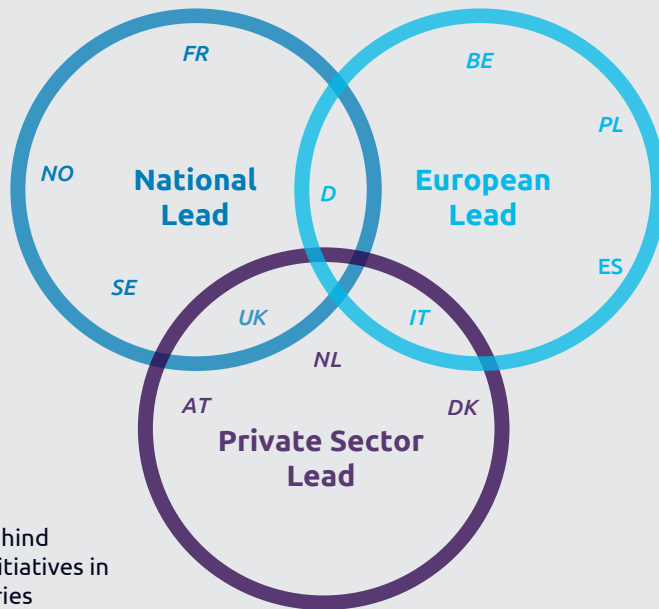 FR
BE
PL
NO
National
Lead
D
European
Lead
ES
SE
UK
IT
NL
AT
DK
Private Sector
Lead
hind
itiatives in
ries